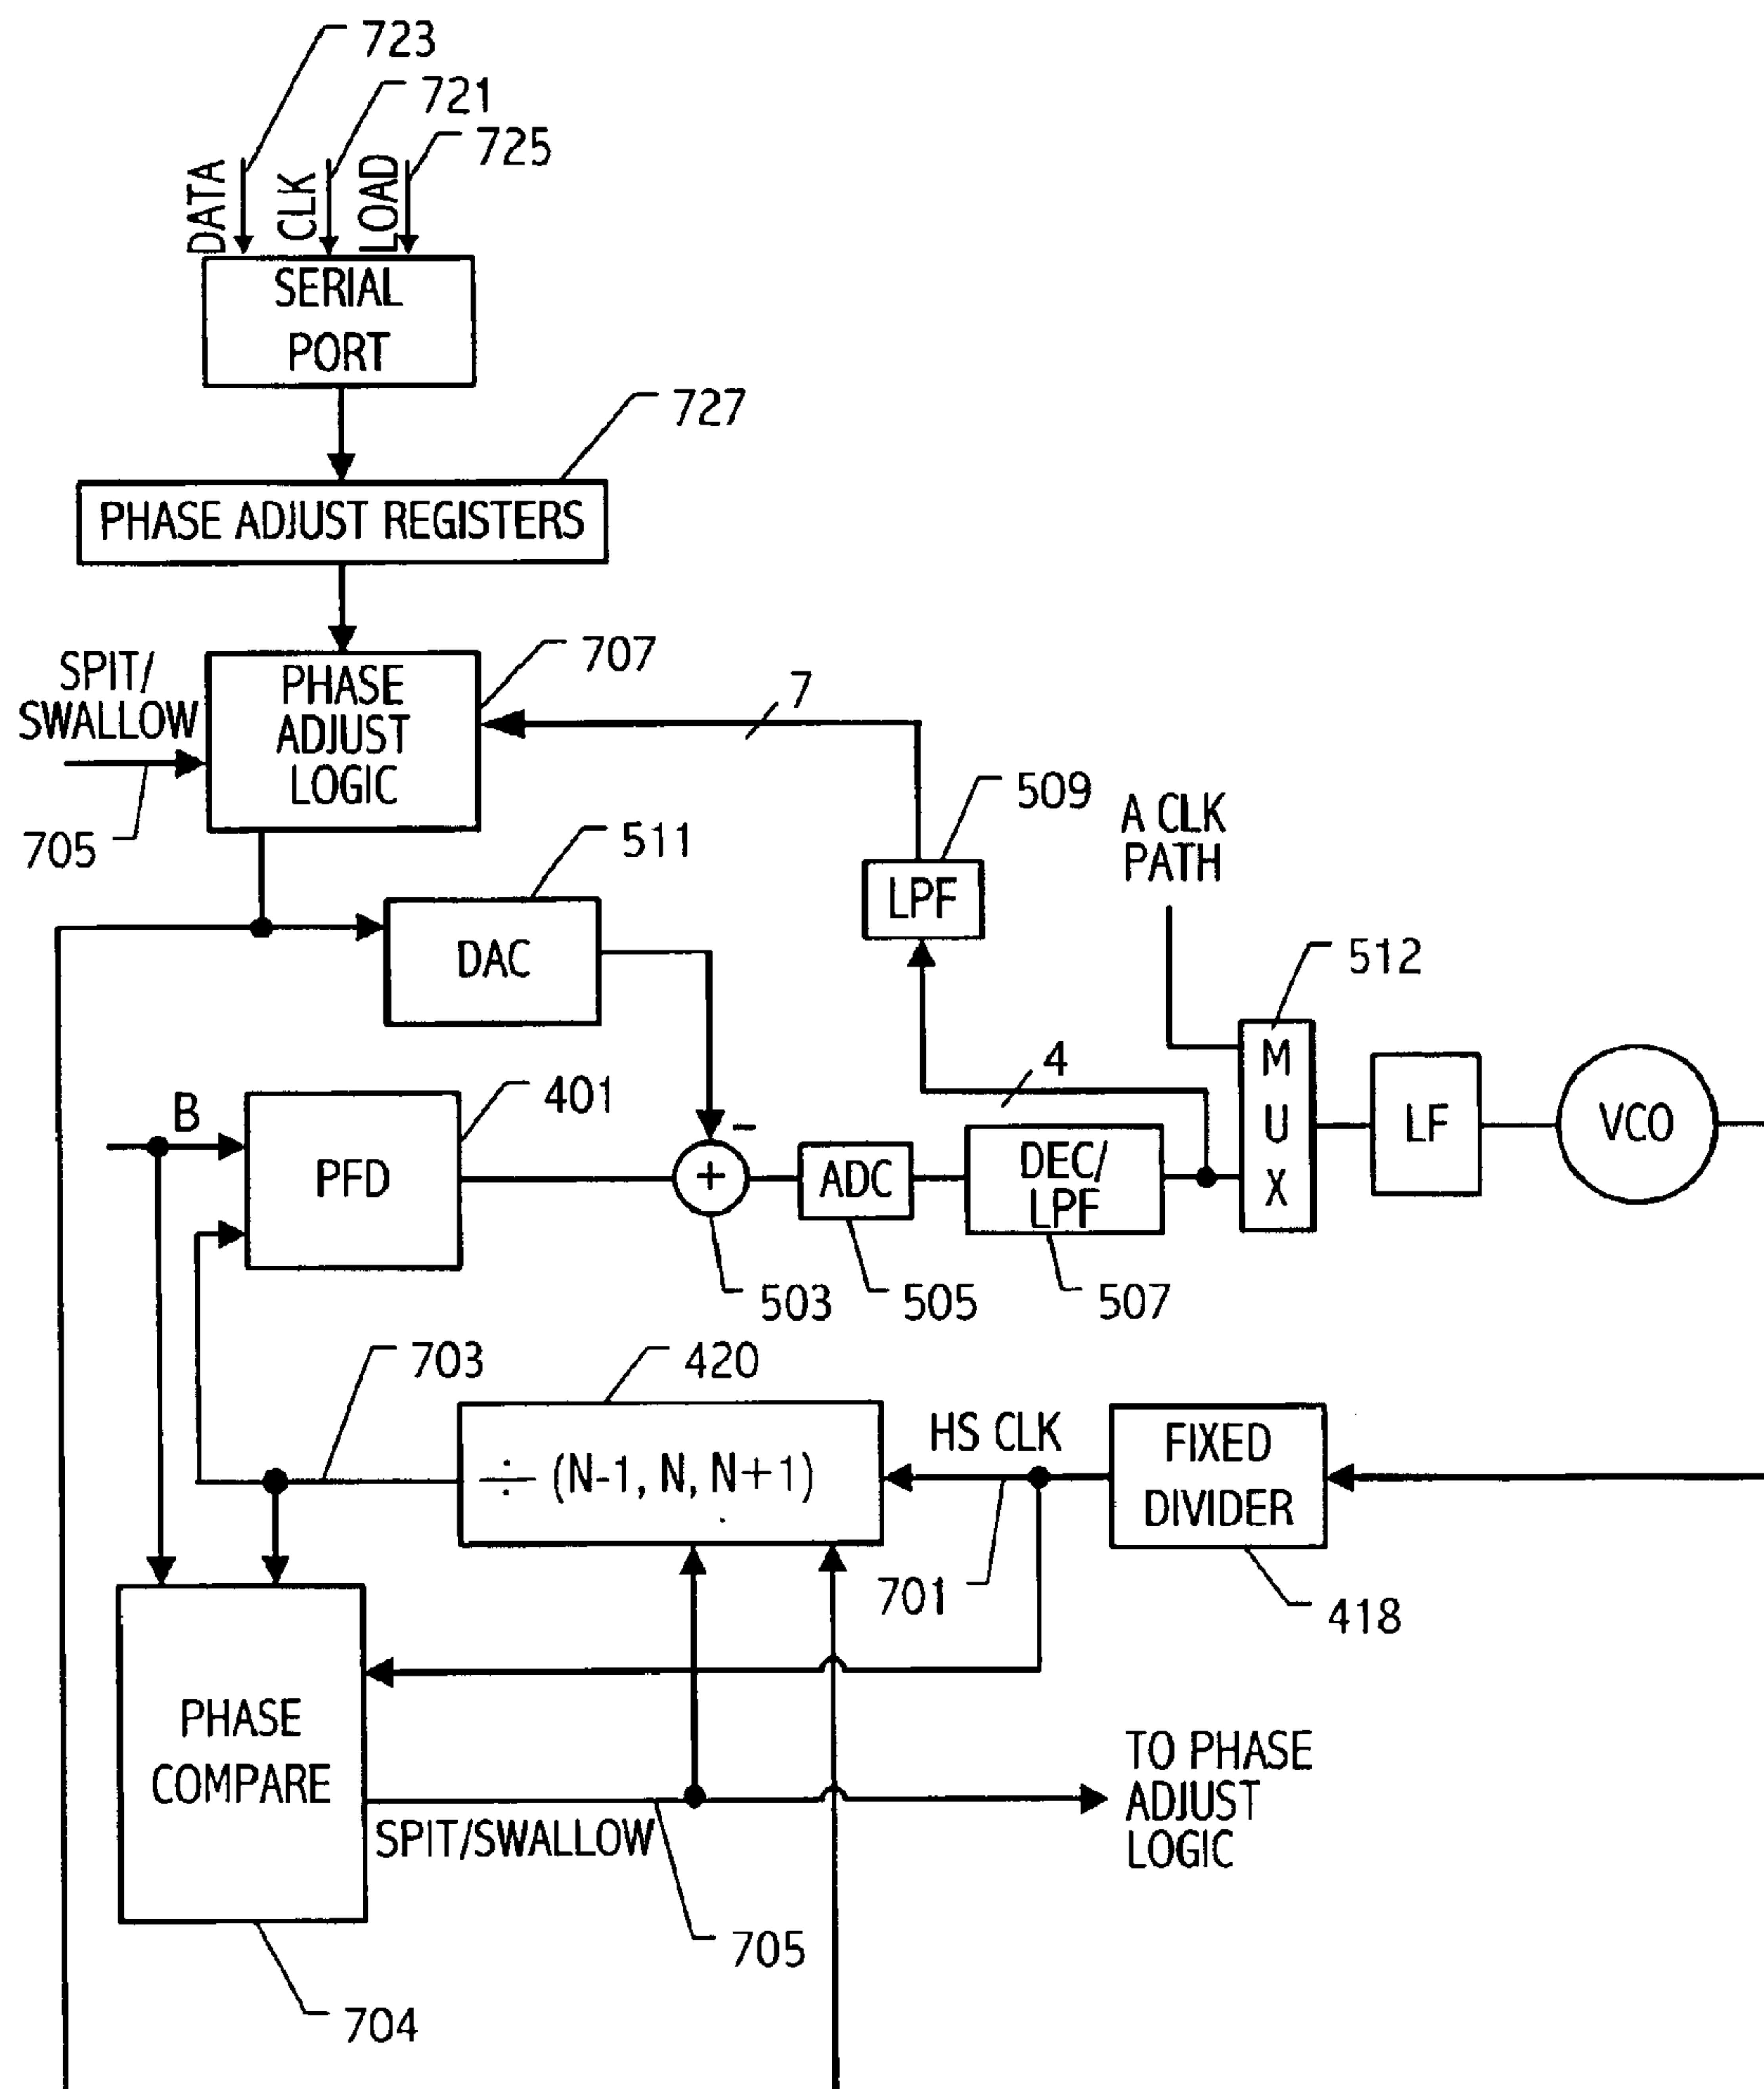 723
721
725
DATA
CLK
LOAD
SERIAL
PORT
727
PHASE ADJUST REGISTERS
SPIT/
SWALLOW
705
PHASE
ADJUST
LOGIC
707
7
509
LPF
A CLK
PATH
511
DAC
512
4
M
U
X
LF
VCO
B
401
PFD
-
+
503
ADC
505
DEC/
LPF
507
703
420
÷ (N-1, N, N+1)
HS CLK
701
FIXED
DIVIDER
418
PHASE
COMPARE
704
SPIT/SWALLOW
705
TO PHASE
ADJUST
LOGIC